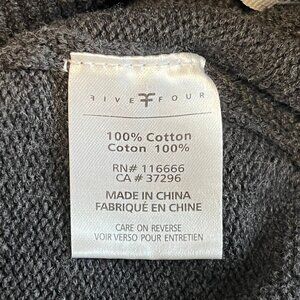 FIVE FOUR
100% Cotton
Coton 100%
RN# 116666
CA # 37296
MADE IN CHINA
FABRIQUÉ EN CHINE
CARE ON REVERSE
VOIR VERSO POUR ENTRETIEN